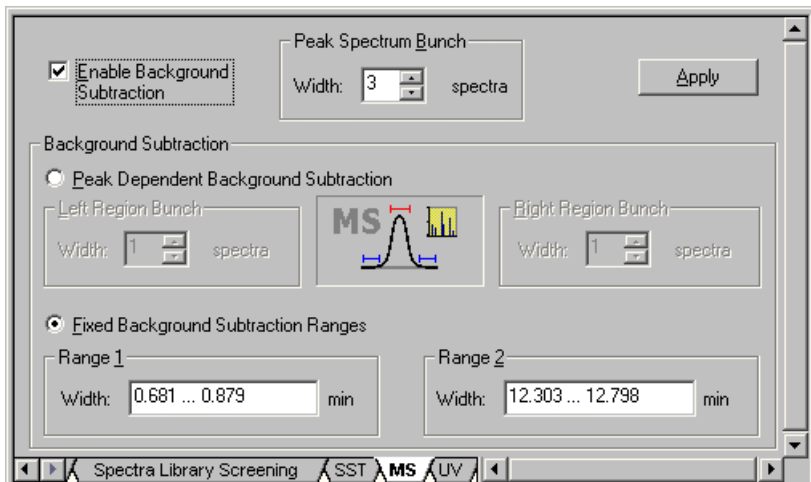 Peak Spectrum Bunch
Enable Background Subtraction
Width: 3 spectra
Apply
Background Subtraction
Peak Dependent Background Subtraction
Left Region Bunch
Width: 1 spectra
MS
Right Region Bunch
Width: 1 spectra
Fixed Background Subtraction Ranges
Range 1
Width: 0.681 ... 0.879 min
Range 2
Width: 12.303 ... 12.798 min
Spectra Library Screening SST MS UV